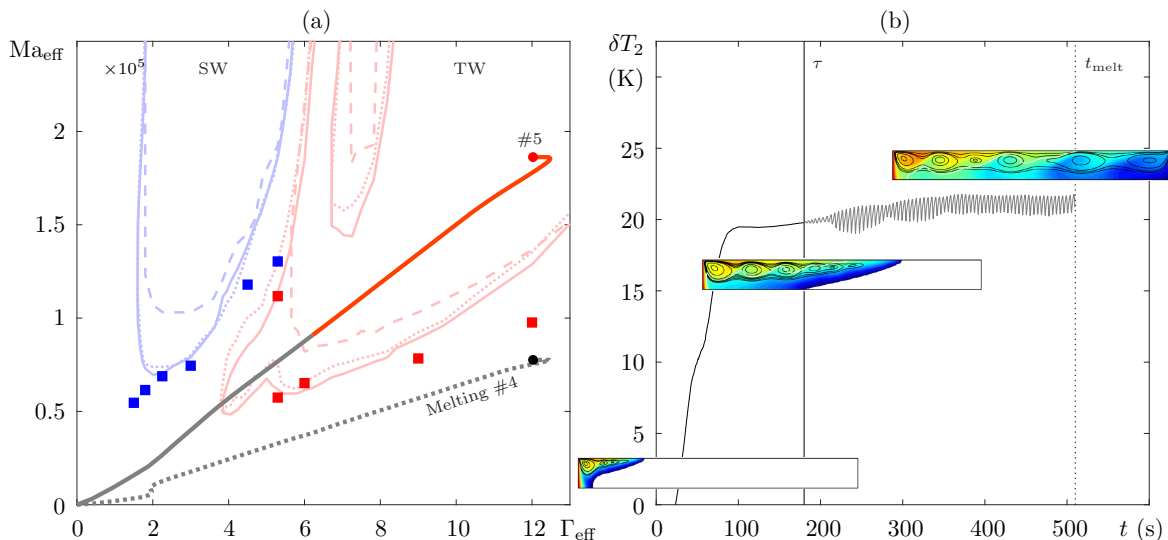 (a)
Ma_eff
×10^5
SW
TW
#5
Melting #4
2
1.5
1
0.5
0
0 2 4 6 8 10 12 Γ_eff
(b)
δT_2
(K)
τ
t_melt
30
25
20
15
10
5
0
0 100 200 300 400 500 t (s)